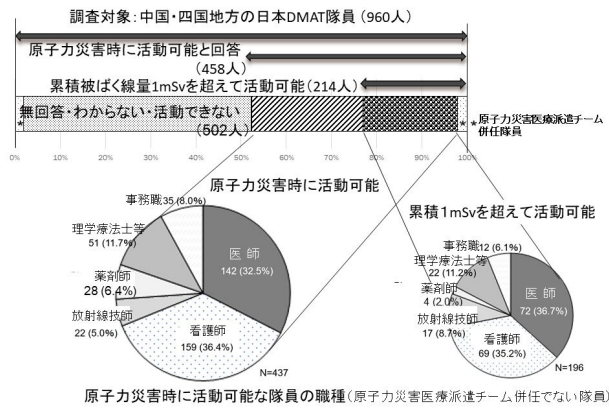 調査対象：中国・四国地方の日本DMAT隊員（960人）
原子力災害時に活動可能と回答
（458人）
累積被ばく線量1mSvを超えて活動可能（214人）
無回答・わからない・活動できない
（502人）
*
* *
原子力災害医療派遣チーム
併任隊員
0% 10% 20% 30% 40% 50% 60% 70% 80% 90% 100%
原子力災害時に活動可能
事務職35 (8.0%)
理学療法士等
51 (11.7%)
薬剤師
28 (6.4%)
放射線技師
22 (5.0%)
医師
142 (32.5%)
看護師
159 (36.4%)
N=437
累積1mSvを超えて活動可能
事務職12 (6.1%)
理学療法士等
22 (11.2%)
薬剤師
4 (2.0%)
放射線技師
17 (8.7%)
医師
72 (36.7%)
看護師
69 (35.2%)
N=196
原子力災害時に活動可能な隊員の職種（原子力災害医療派遣チーム併任でない隊員）